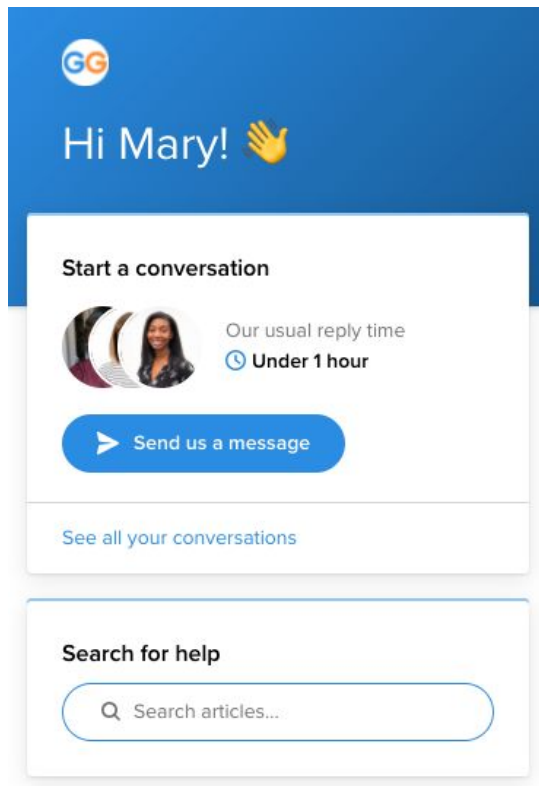 GG
Hi Mary! 👋
Start a conversation
Our usual reply time
Under 1 hour
Send us a message
See all your conversations
Search for help
Search articles...